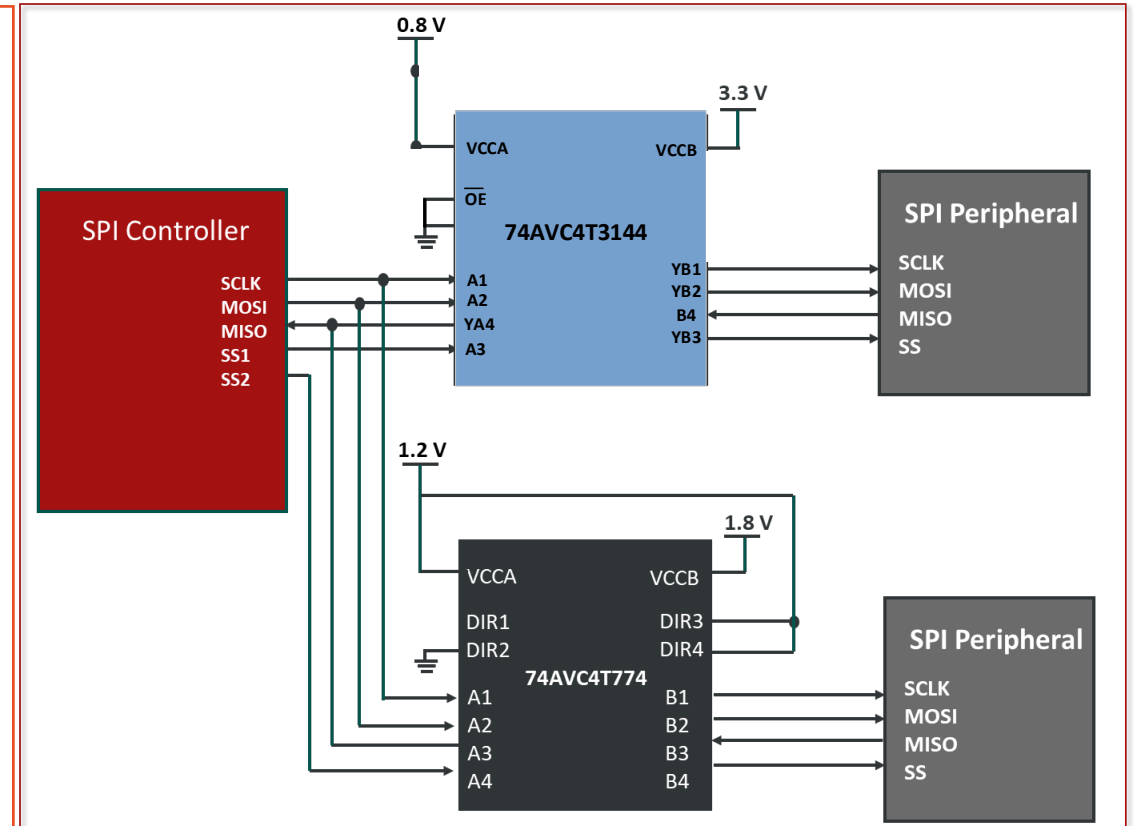 0.8 V
3.3 V
VCCA
VCCB
OE
74AVC4T3144
SPI Controller
SCLK
MOSI
MISO
SS1
SS2
A1
A2
YA4
A3
YB1
YB2
B4
YB3
SPI Peripheral
SCLK
MOSI
MISO
SS
1.2 V
1.8 V
VCCA
VCCB
DIR1
DIR2
DIR3
DIR4
74AVC4T774
A1
A2
A3
A4
B1
B2
B3
B4
SPI Peripheral
SCLK
MOSI
MISO
SS